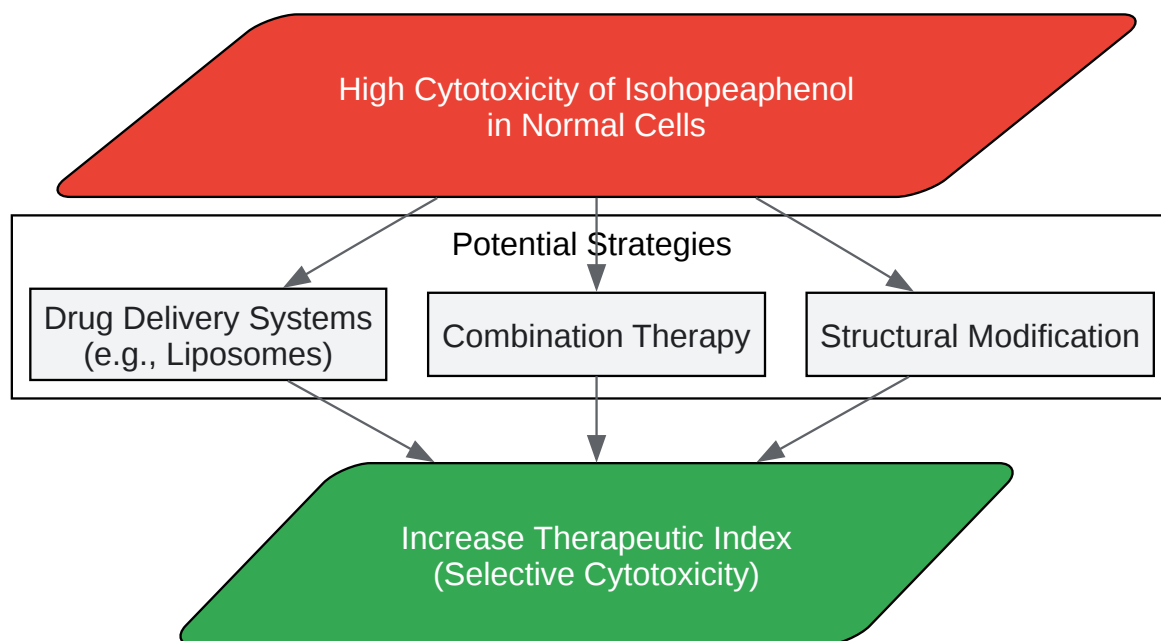 High Cytotoxicity of Isohopeaphenol
in Normal Cells
Potential Strategies
Drug Delivery Systems
(e.g., Liposomes)
Combination Therapy
Structural Modification
Increase Therapeutic Index
(Selective Cytotoxicity)